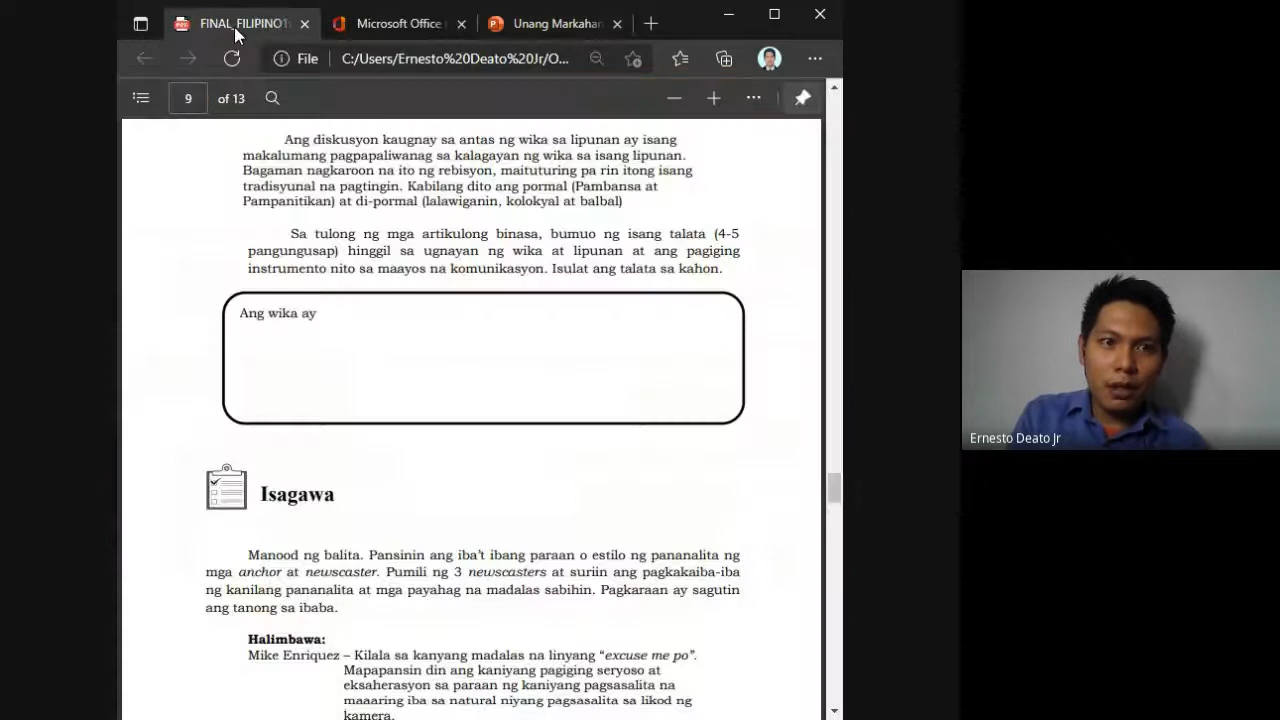 FINAL_FILIPINO1
Microsoft Office
Unang Markahan
File
C:/Users/Ernesto%20Deato%20Jr/O...
9
of 13
Ang diskusyon kaugnay sa antas ng wika sa lipunan ay isang
makalumang pagpapaliwanag sa kalagayan ng wika sa isang lipunan.
Bagaman nagkaroon na ito ng rebisyon, maituturing pa rin itong isang
tradisyunal na pagtingin. Kabilang dito ang pormal (Pambansa at
Pampanitikan) at di-pormal (lalawiganin, kolokyal at balbal)
Sa tulong ng mga artikulong binasa, bumuo ng isang talata (4-5
pangungusap) hinggil sa ugnayan ng wika at lipunan at ang pagiging
instrumento nito sa maayos na komunikasyon. Isulat ang talata sa kahon.
Ang wika ay
Isagawa
Manood ng balita. Pansinin ang iba't ibang paraan o estilo ng pananalita ng
mga anchor at newscaster. Pumili ng 3 newscasters at suriin ang pagkakaiba-iba
ng kanilang pananalita at mga payahag na madalas sabihin. Pagkaraan ay sagutin
ang tanong sa ibaba.
Halimbawa:
Mike Enriquez – Kilala sa kanyang madalas na linyang "excuse me po".
Mapapansin din ang kaniyang pagiging seryoso at
eksaherasyon sa paraan ng kaniyang pagsasalita na
maaaring iba sa natural niyang pagsasalita sa likod ng
kamera.
Ernesto Deato Jr